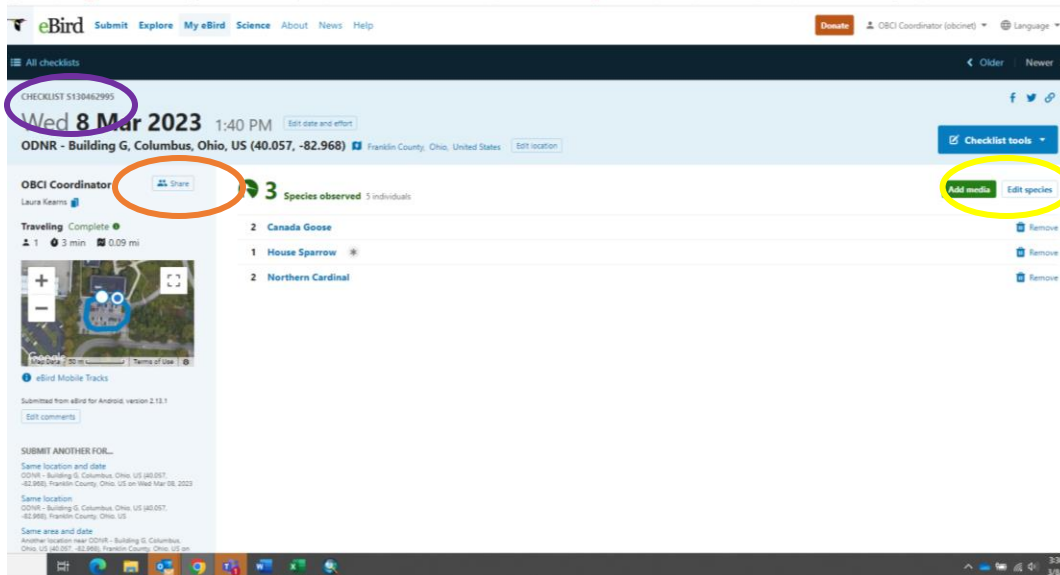 eBird Submit Explore My eBird Science About News Help Donate OBCI Coordinator (obcinet) Language
All checklists Older Newer
CHECKLIST S130462995
Wed 8 Mar 2023 1:40 PM Edit date and effort
ODNR - Building G, Columbus, Ohio, US (40.057, -82.968) Franklin County, Ohio, United States Edit location
Checklist tools
OBCI Coordinator Share
Laura Kearns
3 Species observed 5 individuals
Add media Edit species
Traveling Complete
1 3 min 0.09 mi
2 Canada Goose Remove
1 House Sparrow Remove
2 Northern Cardinal Remove
Google
Map Data 50 m Terms of Use
eBird Mobile Tracks
Submitted from eBird for Android, version 2.13.1
Edit comments
SUBMIT ANOTHER FOR...
Same location and date
ODNR - Building G, Columbus, Ohio, US (40.057,
-82.968), Franklin County, Ohio, US on Wed Mar 08, 2023
Same location
ODNR - Building G, Columbus, Ohio, US (40.057,
-82.968), Franklin County, Ohio, US
Same area and date
Another location near ODNR - Building G, Columbus,
Ohio, US (40.057, -82.968), Franklin County, Ohio, US on